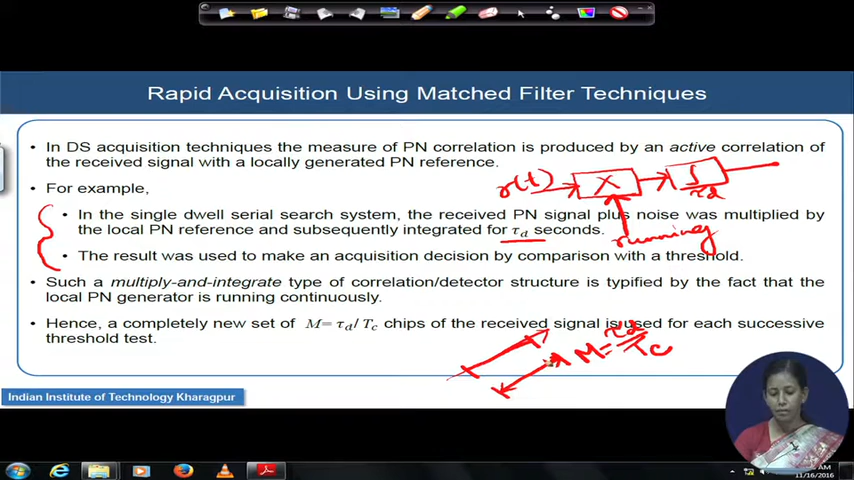 Rapid Acquisition Using Matched Filter Techniques
• In DS acquisition techniques the measure of PN correlation is produced by an active correlation of
the received signal with a locally generated PN reference.
• For example,
r(t) X ∫ τd
• In the single dwell serial search system, the received PN signal plus noise was multiplied by
the local PN reference and subsequently integrated for τd seconds.
running
• The result was used to make an acquisition decision by comparison with a threshold.
• Such a multiply-and-integrate type of correlation/detector structure is typified by the fact that the
local PN generator is running continuously.
• Hence, a completely new set of M= τd/ Tc chips of the received signal is used for each successive
threshold test.
M= τd/Tc
Indian Institute of Technology Kharagpur
11/16/2016